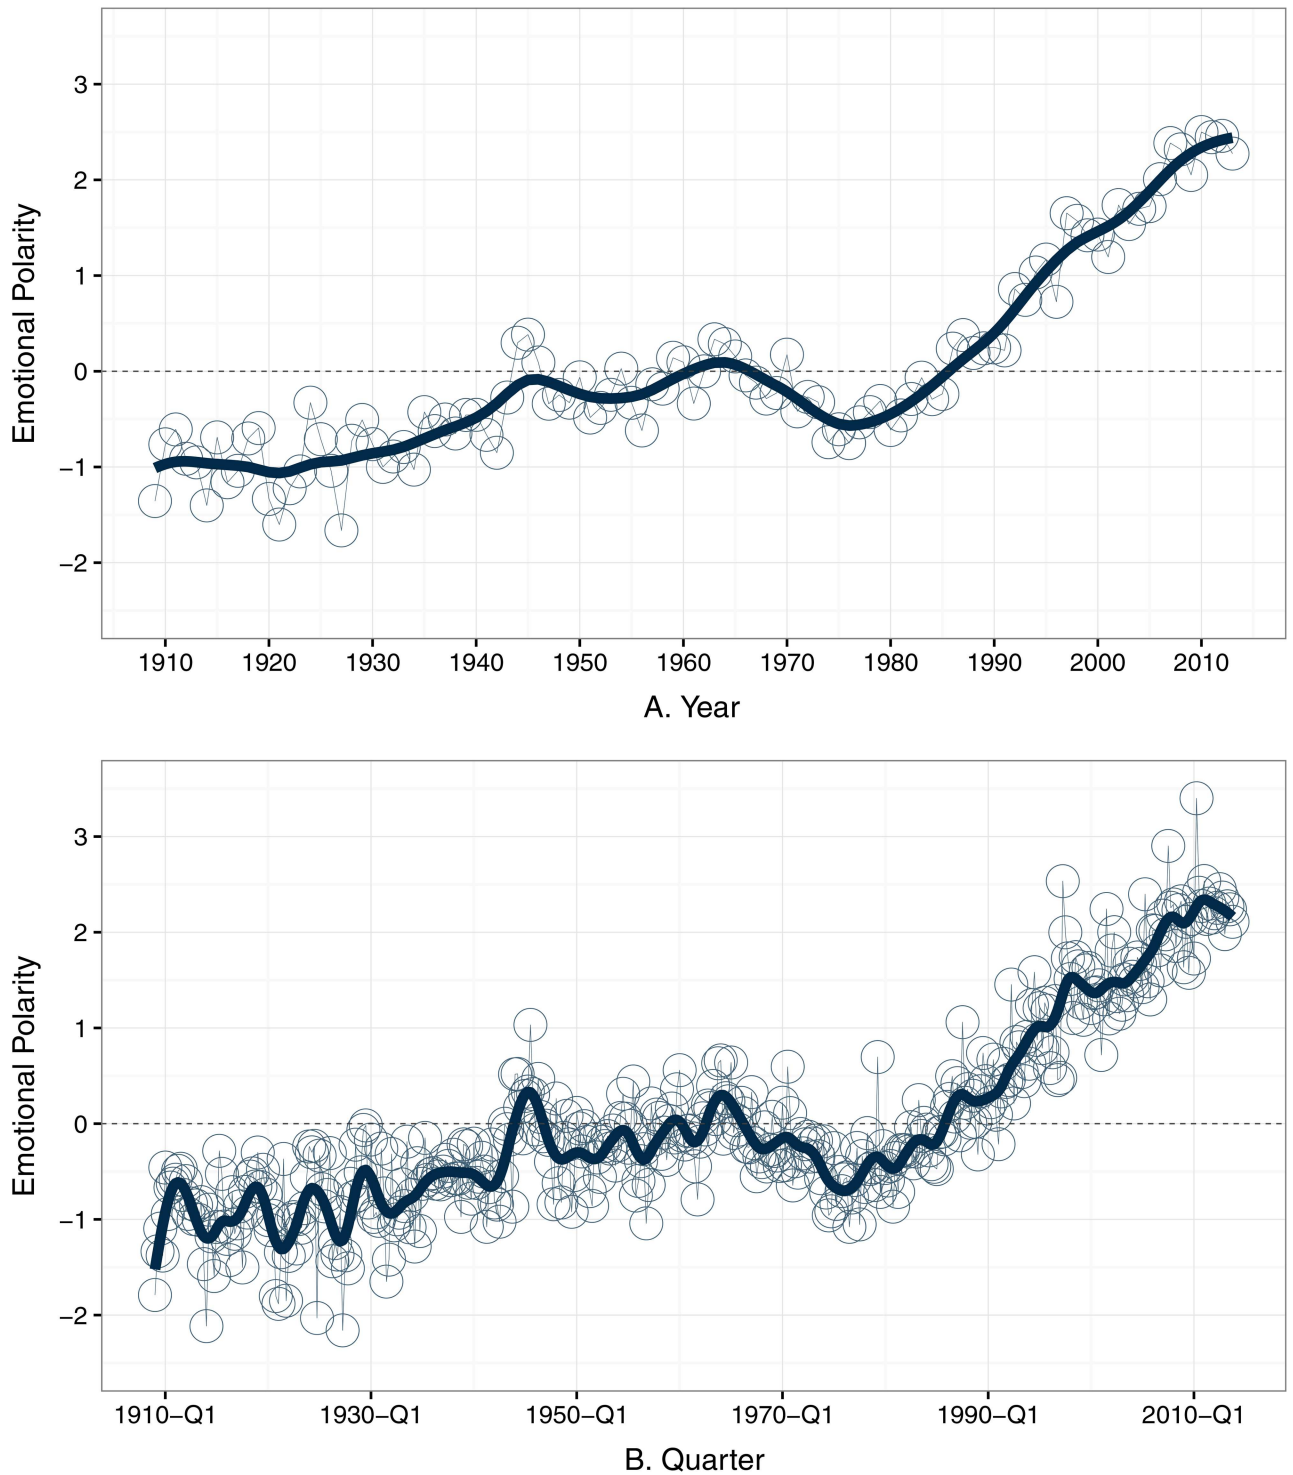 Emotional Polarity
3
2
1
0
−1
−2
1910 1920 1930 1940 1950 1960 1970 1980 1990 2000 2010
A. Year
Emotional Polarity
3
2
1
0
−1
−2
1910−Q1 1930−Q1 1950−Q1 1970−Q1 1990−Q1 2010−Q1
B. Quarter